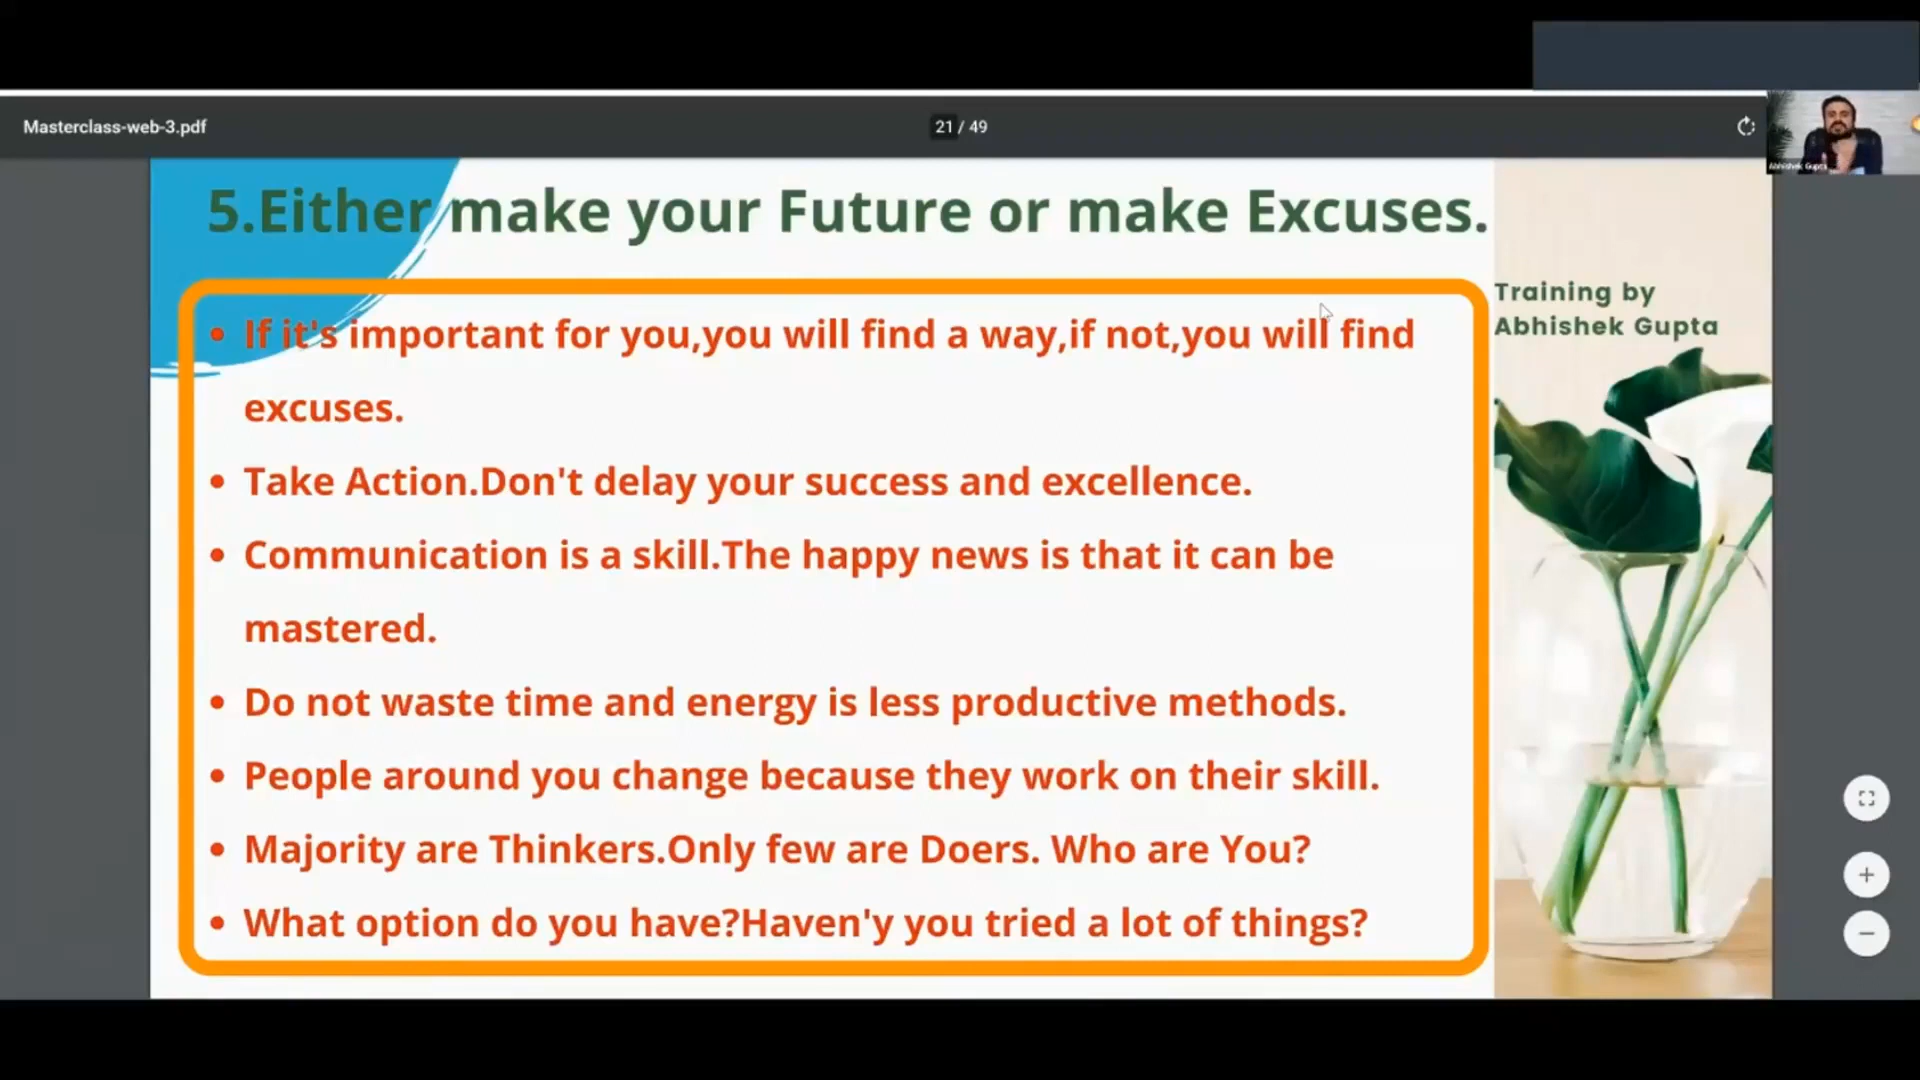 Masterclass-web-3.pdf
21 / 49
Abhishek Gupta
5.Either make your Future or make Excuses.
Training by
Abhishek Gupta
• If it's important for you,you will find a way,if not,you will find
excuses.
• Take Action.Don't delay your success and excellence.
• Communication is a skill.The happy news is that it can be
mastered.
• Do not waste time and energy is less productive methods.
• People around you change because they work on their skill.
• Majority are Thinkers.Only few are Doers. Who are You?
• What option do you have?Haven'y you tried a lot of things?